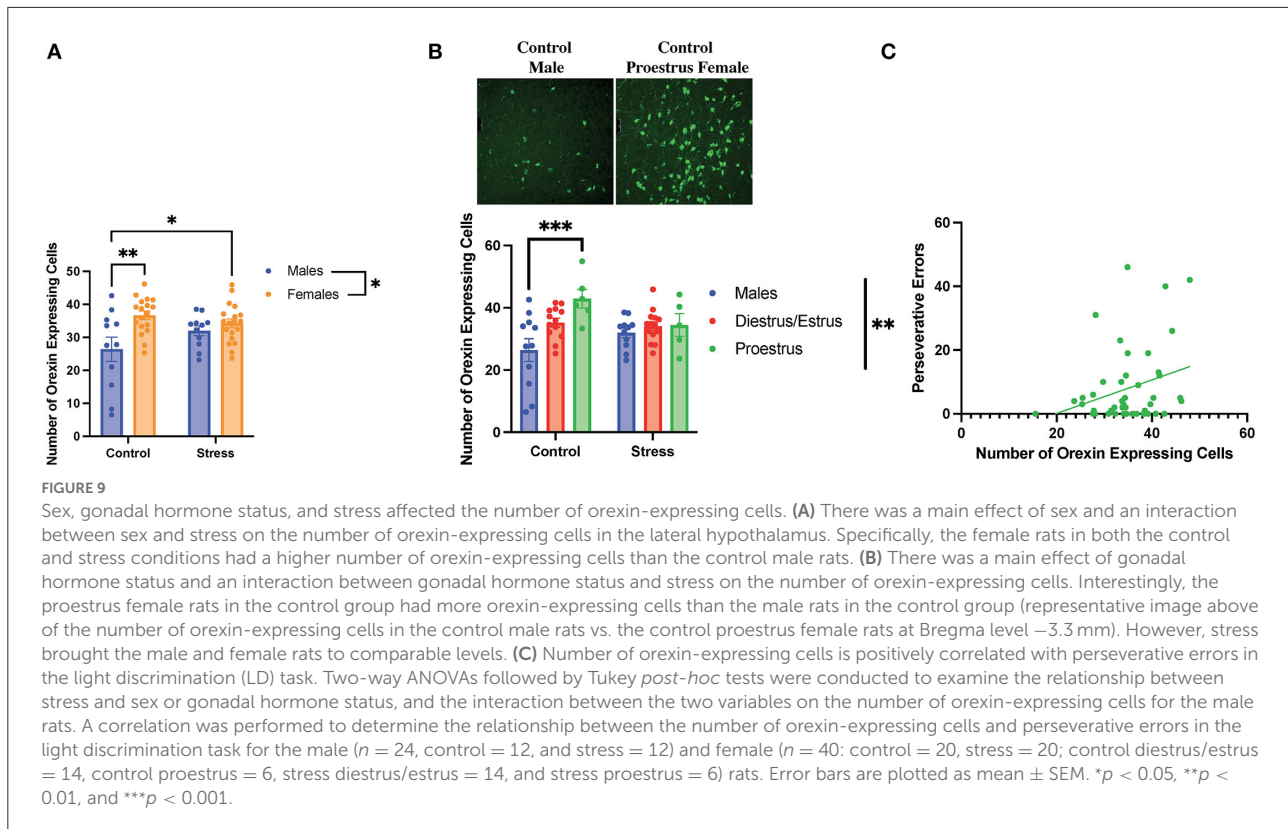 A
Number of Orexin Expressing Cells
50
40
30
20
10
0
*
**
Control
Stress
Males
Females
*
B
Control
Male
Control
Proestrus Female
Number of Orexin Expressing Cells
60
40
20
0
***
Control
Stress
Males
Diestrus/Estrus
Proestrus
**
C
Perseverative Errors
60
40
20
0
0
20
40
60
Number of Orexin Expressing Cells
FIGURE 9
Sex, gonadal hormone status, and stress affected the number of orexin-expressing cells. (A) There was a main effect of sex and an interaction
between sex and stress on the number of orexin-expressing cells in the lateral hypothalamus. Specifically, the female rats in both the control
and stress conditions had a higher number of orexin-expressing cells than the control male rats. (B) There was a main effect of gonadal
hormone status and an interaction between gonadal hormone status and stress on the number of orexin-expressing cells. Interestingly, the
proestrus female rats in the control group had more orexin-expressing cells than the male rats in the control group (representative image above
of the number of orexin-expressing cells in the control male rats vs. the control proestrus female rats at Bregma level −3.3 mm). However, stress
brought the male and female rats to comparable levels. (C) Number of orexin-expressing cells is positively correlated with perseverative errors in
the light discrimination (LD) task. Two-way ANOVAs followed by Tukey post-hoc tests were conducted to examine the relationship between
stress and sex or gonadal hormone status, and the interaction between the two variables on the number of orexin-expressing cells for the male
rats. A correlation was performed to determine the relationship between the number of orexin-expressing cells and perseverative errors in the
light discrimination task for the male (n = 24, control = 12, and stress = 12) and female (n = 40: control = 20, stress = 20; control diestrus/estrus
= 14, control proestrus = 6, stress diestrus/estrus = 14, and stress proestrus = 6) rats. Error bars are plotted as mean ± SEM. *p < 0.05, **p <
0.01, and ***p < 0.001.